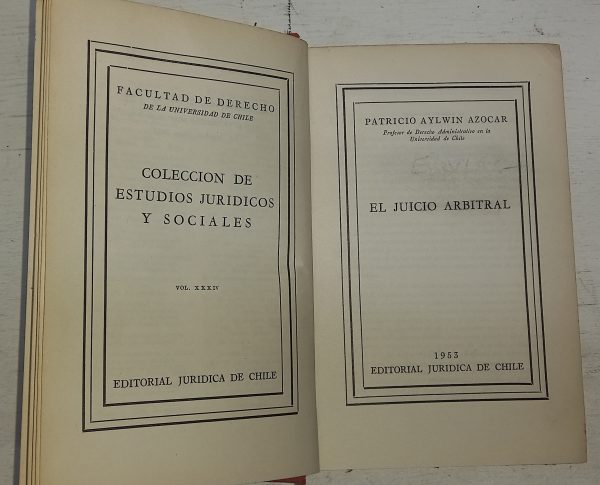 FACULTAD DE DERECHO
DE LA UNIVERSIDAD DE CHILE
COLECCION DE
ESTUDIOS JURIDICOS
Y SOCIALES
VOL. XXXIV
EDITORIAL JURIDICA DE CHILE
PATRICIO AYLWIN AZOCAR
Profesor de Derecho Administrativo en la
Universidad de Chile
EL JUICIO ARBITRAL
1953
EDITORIAL JURIDICA DE CHILE